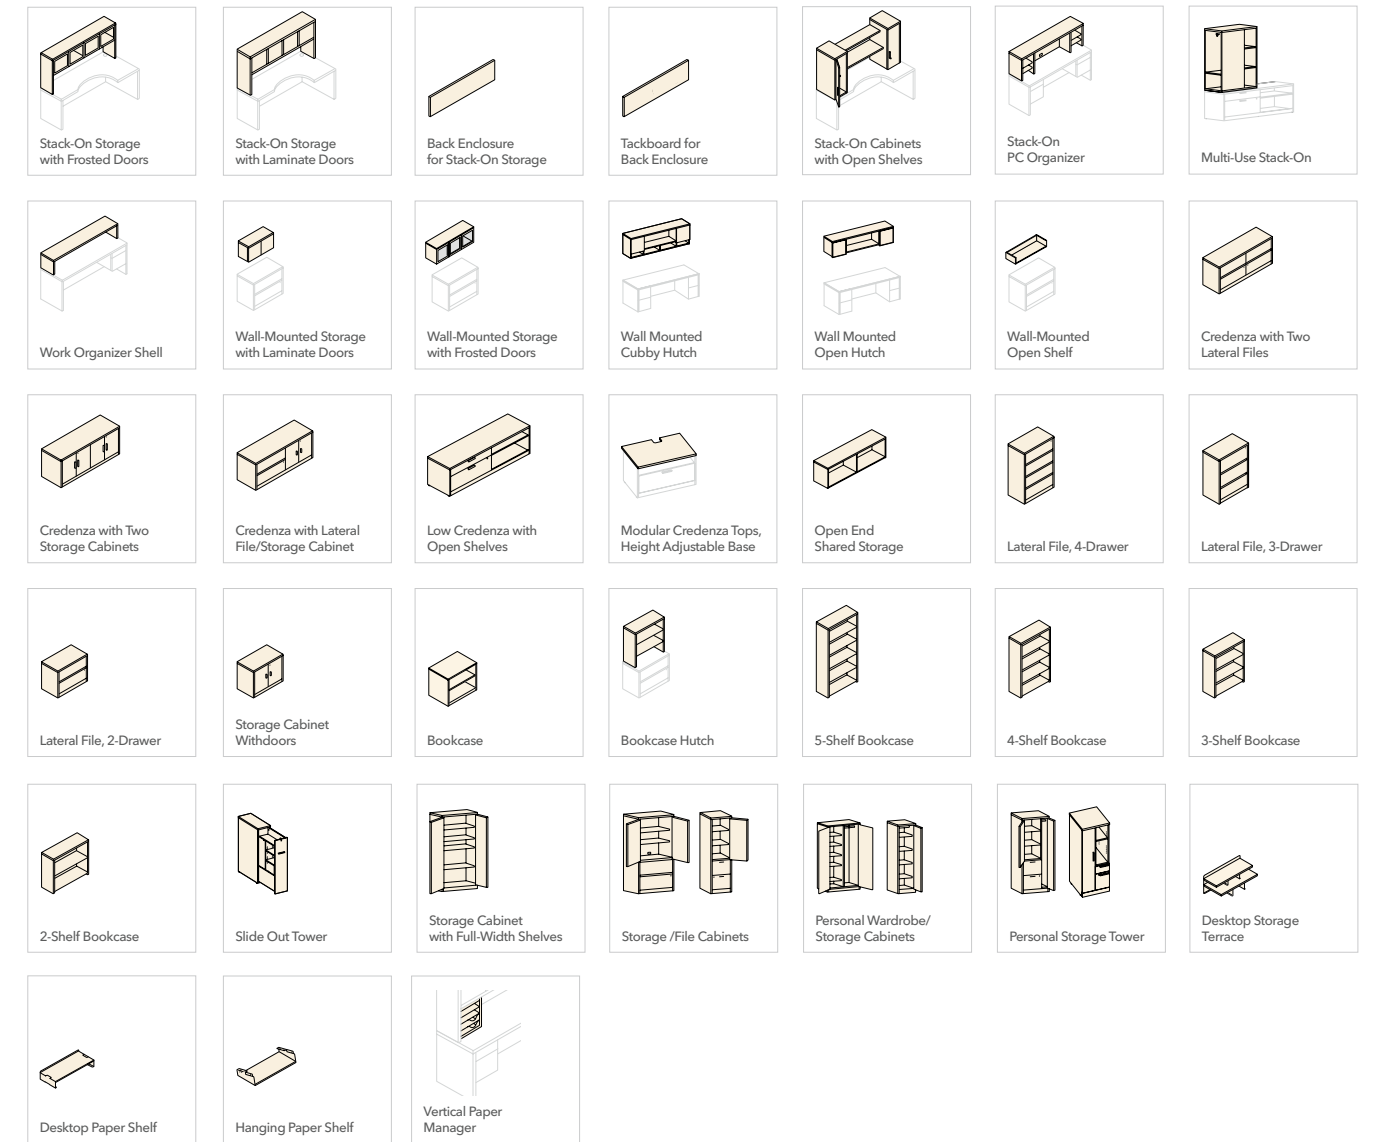 Stack-On Storage
with Frosted Doors
Stack-On Storage
with Laminate Doors
Back Enclosure
for Stack-On Storage
Tackboard for
Back Enclosure
Stack-On Cabinets
with Open Shelves
Stack-On
PC Organizer
Multi-Use Stack-On
Work Organizer Shell
Wall-Mounted Storage
with Laminate Doors
Wall-Mounted Storage
with Frosted Doors
Wall Mounted
Cubby Hutch
Wall Mounted
Open Hutch
Wall-Mounted
Open Shelf
Credenza with Two
Lateral Files
Credenza with Two
Storage Cabinets
Credenza with Lateral
File/Storage Cabinet
Low Credenza with
Open Shelves
Modular Credenza Tops,
Height Adjustable Base
Open End
Shared Storage
Lateral File, 4-Drawer
Lateral File, 3-Drawer
Lateral File, 2-Drawer
Storage Cabinet
Withdoors
Bookcase
Bookcase Hutch
5-Shelf Bookcase
4-Shelf Bookcase
3-Shelf Bookcase
2-Shelf Bookcase
Slide Out Tower
Storage Cabinet
with Full-Width Shelves
Storage /File Cabinets
Personal Wardrobe/
Storage Cabinets
Personal Storage Tower
Desktop Storage
Terrace
Desktop Paper Shelf
Hanging Paper Shelf
Vertical Paper
Manager